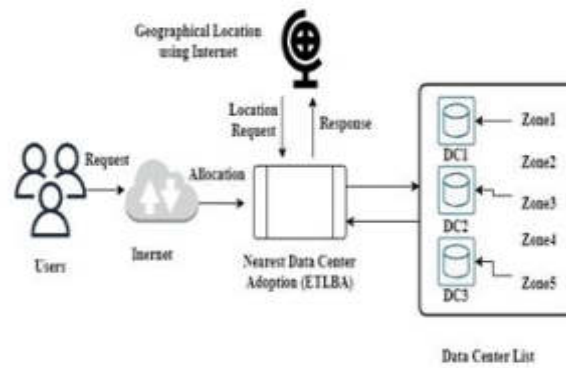 Geographical Location
using Internet
Location
Request
Response
Request
Allocation
Users
Inernet
Nearest Data Center
Adoption (ETLBA)
DC1
DC2
DC3
Zone1
Zone2
Zone3
Zone4
Zone5
Data Center List